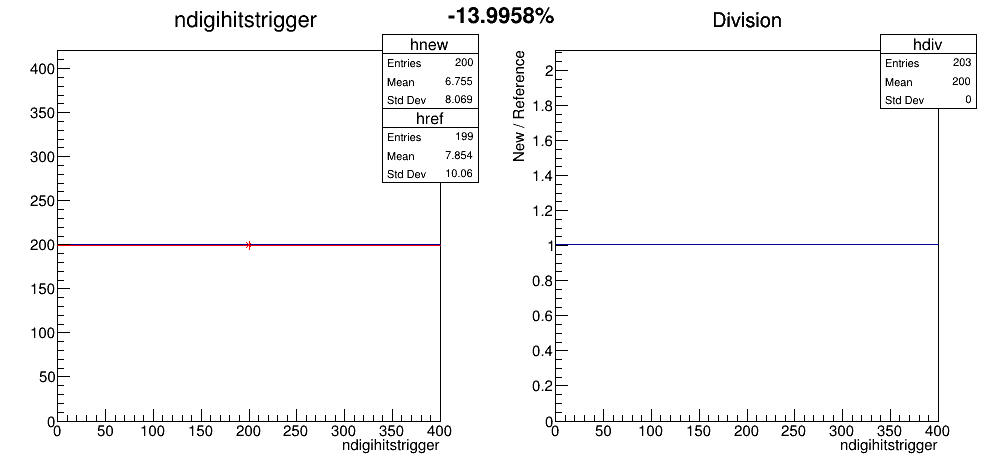 ndigihitstrigger
-13.9958%
Division
hnew
Entries 200
Mean 6.755
Std Dev 8.069
href
Entries 199
Mean 7.854
Std Dev 10.06
400
350
300
250
200
150
100
50
0
0 50 100 150 200 250 300 350 400
ndigihitstrigger
hdiv
Entries 203
Mean 200
Std Dev 0
New / Reference
2
1.8
1.6
1.4
1.2
1
0.8
0.6
0.4
0.2
0
0 50 100 150 200 250 300 350 400
ndigihitstrigger